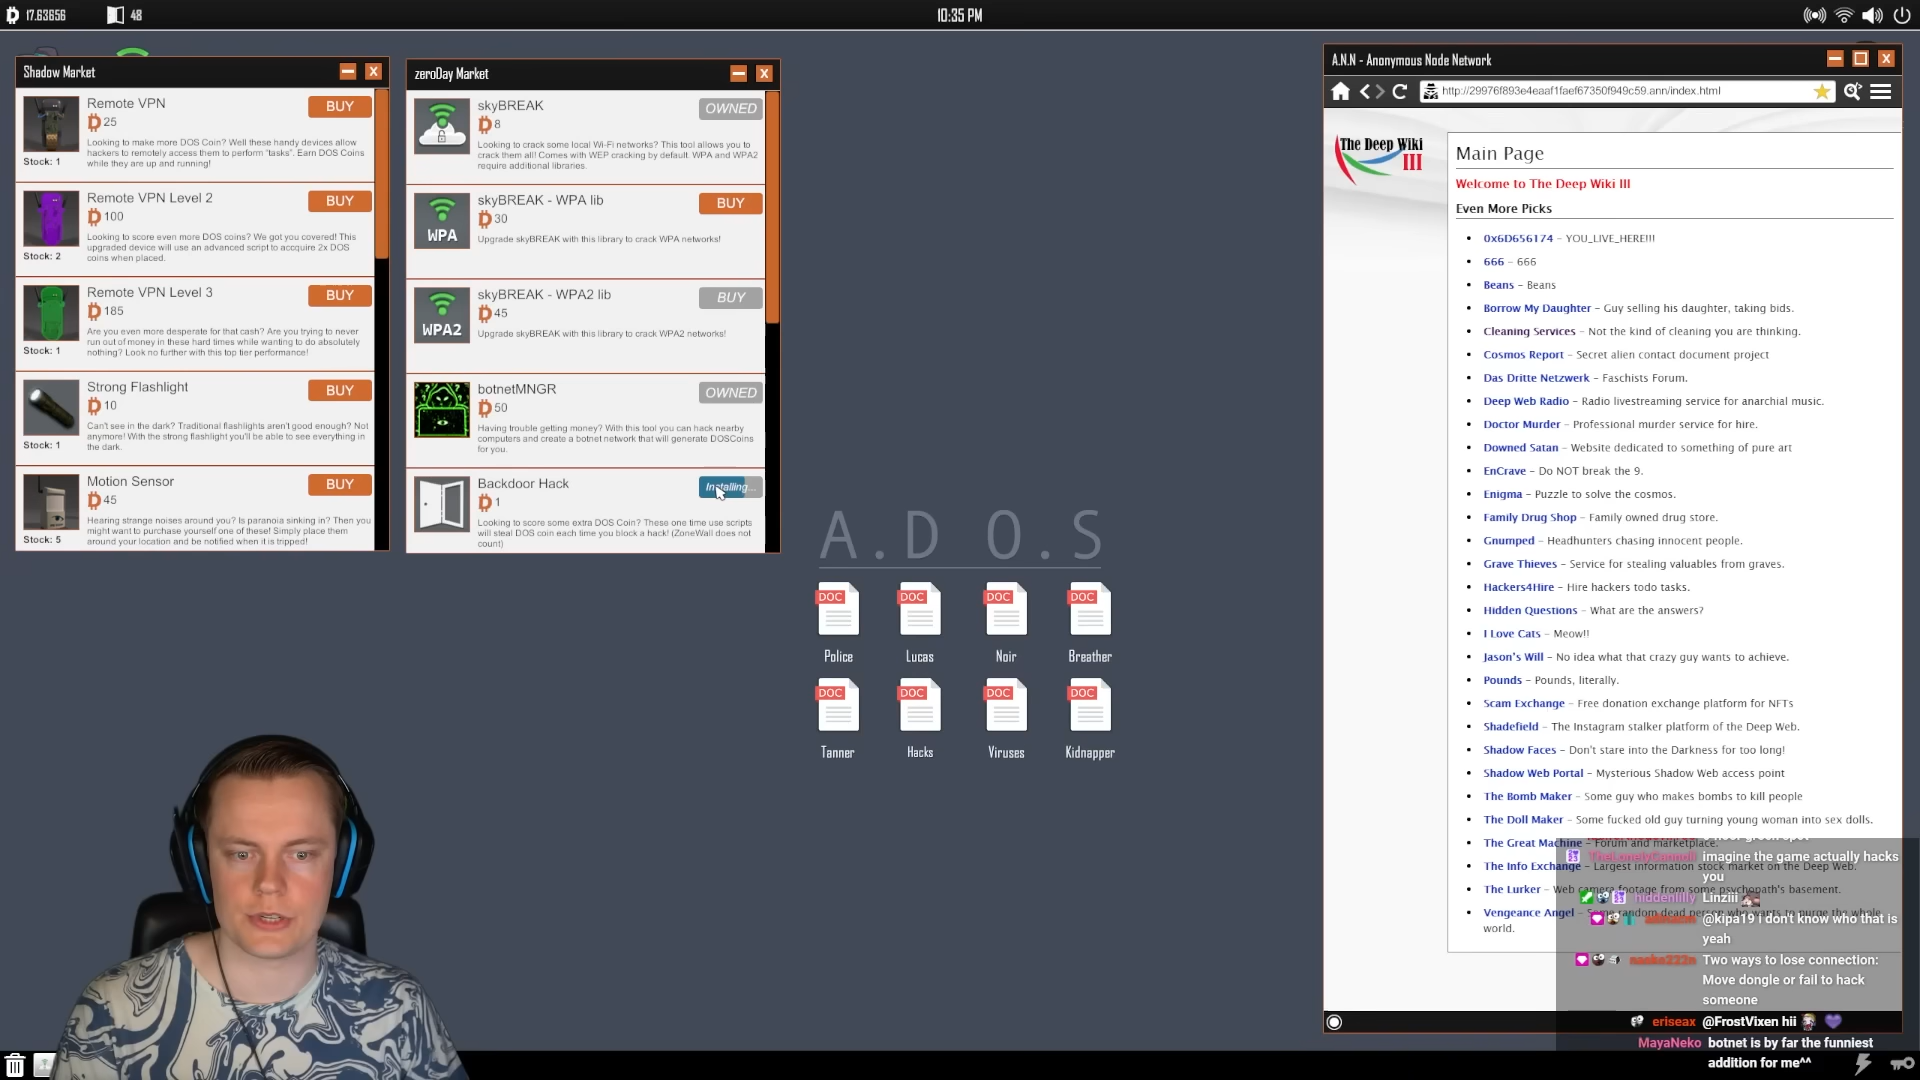 17.63656
48
10:35 PM
Shadow Market
Remote VPN
25
BUY
Looking to make more DOS Coin? Well these handy devices allow
hackers to remotely access them to perform "tasks". Earn DOS Coins
while they are up and running!
Stock: 1
Remote VPN Level 2
100
BUY
Looking to score even more DOS coins? We got you covered! This
upgraded device will use an advanced script to accquire 2x DOS
coins when placed.
Stock: 2
Remote VPN Level 3
185
BUY
Are you even more desperate for that cash? Are you trying to never
run out of money in these hard times while wanting to do absolutely
nothing? Look no further with this top tier performance!
Stock: 1
Strong Flashlight
10
BUY
Can't see in the dark? Traditional flashlights aren't good enough? Not
anymore! With the strong flashlight you'll be able to see everything in
the dark.
Stock: 1
Motion Sensor
45
BUY
Hearing strange noises around you? Is paranoia sinking in? Then you
might want to purchase yourself one of these! Simply place them
around your location and be notified when it is tripped!
Stock: 5
zeroDay Market
skyBREAK
8
OWNED
Looking to crack some local Wi-Fi networks? This tool allows you to
crack them all! Comes with WEP cracking by default. WPA and WPA2
require additional libraries.
WPA
skyBREAK - WPA lib
30
BUY
Upgrade skyBREAK with this library to crack WPA networks!
WPA2
skyBREAK - WPA2 lib
45
BUY
Upgrade skyBREAK with this library to crack WPA2 networks!
botnetMNGR
50
OWNED
Having trouble getting money? With this tool you can hack nearby
computers and create a botnet network that will generate DOSCoins
for you.
Backdoor Hack
1
Installing...
Looking to score some extra DOS Coin? These one time use scripts
will steal DOS coin each time you block a hack! (ZoneWall does not
count)
A.D O.S
DOC DOC DOC DOC
Police Lucas Noir Breather
DOC DOC DOC DOC
Tanner Hacks Viruses Kidnapper
A.N.N - Anonymous Node Network
http://29976f893e4eaaf1faef67350f949c59.ann/index.html
The Deep Wiki
III
Main Page
Welcome to The Deep Wiki III
Even More Picks
0x6D656174 - YOU_LIVE_HERE!!!
666 - 666
Beans - Beans
Borrow My Daughter - Guy selling his daughter, taking bids.
Cleaning Services - Not the kind of cleaning you are thinking.
Cosmos Report - Secret alien contact document project
Das Dritte Netzwerk - Faschists Forum.
Deep Web Radio - Radio livestreaming service for anarchial music.
Doctor Murder - Professional murder service for hire.
Downed Satan - Website dedicated to something of pure art
EnCrave - Do NOT break the 9.
Enigma - Puzzle to solve the cosmos.
Family Drug Shop - Family owned drug store.
Gnumped - Headhunters chasing innocent people.
Grave Thieves - Service for stealing valuables from graves.
Hackers4Hire - Hire hackers todo tasks.
Hidden Questions - What are the answers?
I Love Cats - Meow!!
Jason's Will - No idea what that crazy guy wants to achieve.
Pounds - Pounds, literally.
Scam Exchange - Free donation exchange platform for NFTs
Shadefield - The Instagram stalker platform of the Deep Web.
Shadow Faces - Don't stare into the Darkness for too long!
Shadow Web Portal - Mysterious Shadow Web access point
The Bomb Maker - Some guy who makes bombs to kill people
The Doll Maker - Some fucked old guy turning young woman into sex dolls.
The Great Machine - Forum and marketplace.
The Info Exchange - Largest information stock market on the Deep Web.
The Lurker - Web camera footage from some psychopath's basement.
Vengeance Angel - Some random dead person who wants to purge the whole
world.
imagine the game actually hacks
you
hiddenlilly Linziii
@kipa19 i don't know who that is
yeah
naeko222n Two ways to lose connection:
Move dongle or fail to hack
someone
eriseax @FrostVixen hii
MayaNeko botnet is by far the funniest
addition for me^^